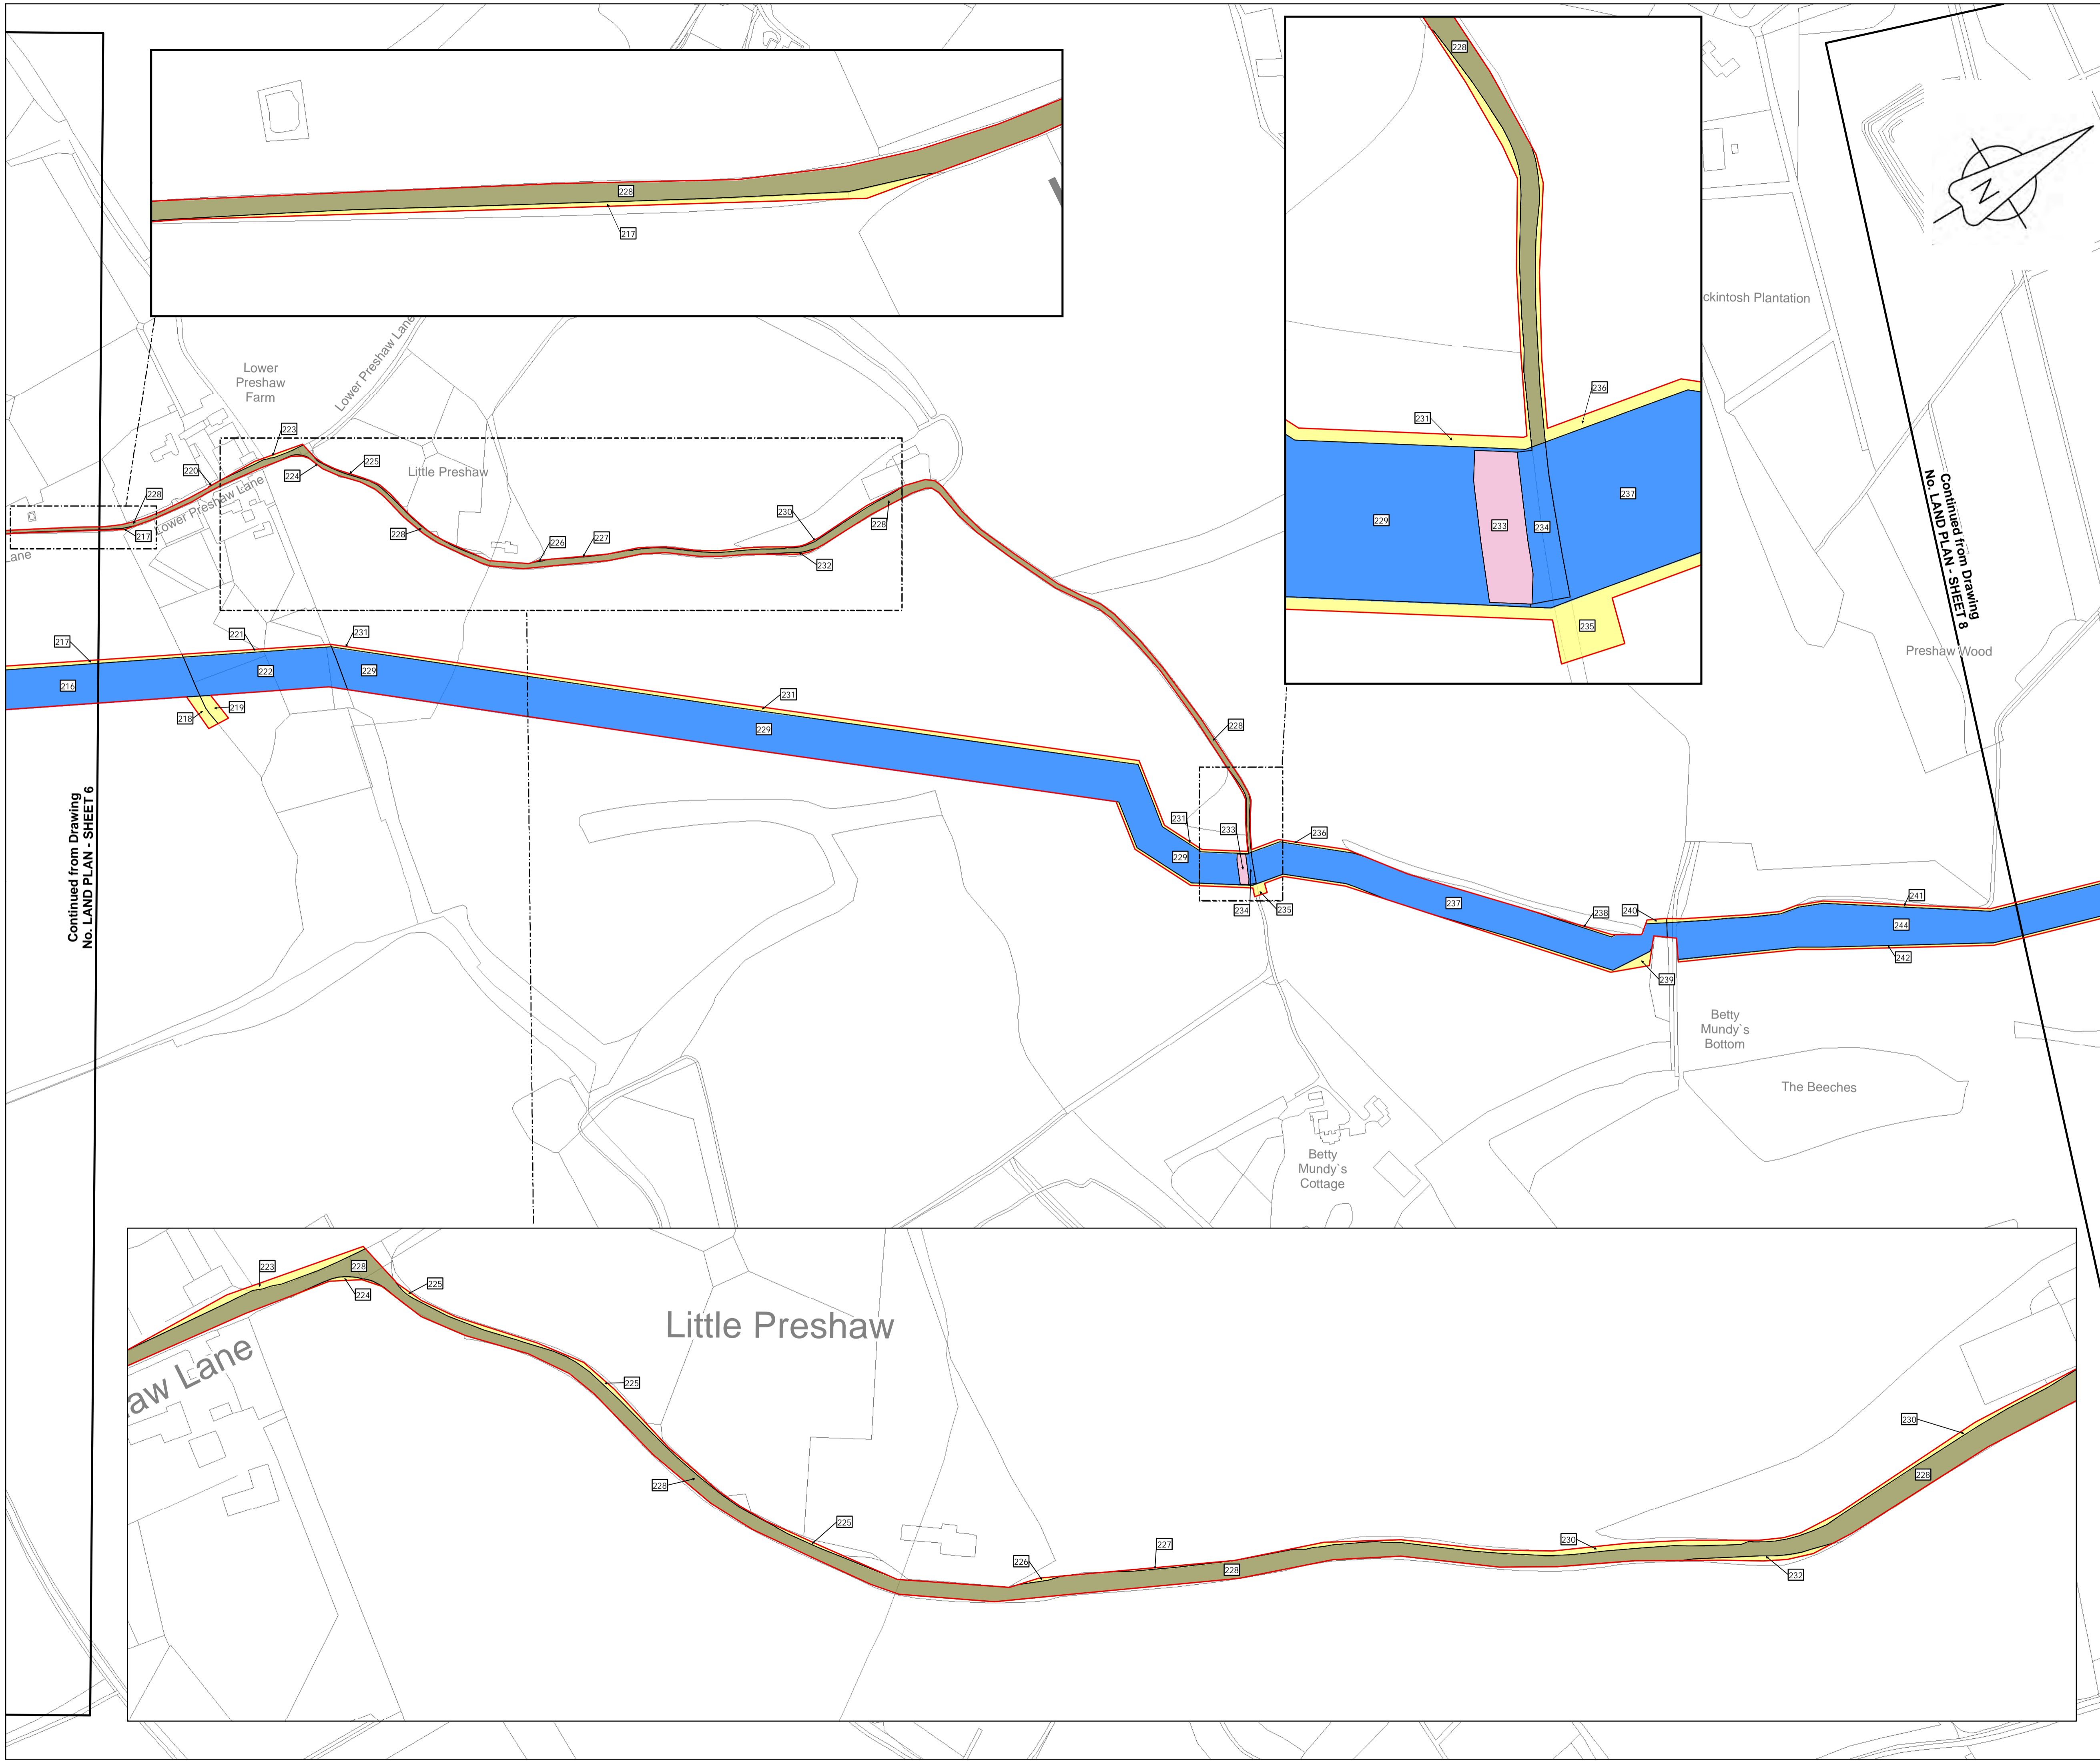 228
217
228
231
236
229
233
234
237
235
N
ckintosh Plantation
Continued from Drawing
No. LAND PLAN - SHEET 8
Preshaw Wood
Lower
Preshaw
Farm
Lower Preshaw Lane
223
220
224
225
Little Preshaw
228
217
Lower Preshaw Lane
Lane
228
226
227
230
228
232
217
221
231
216
222
229
218
219
231
229
228
Continued from Drawing
No. LAND PLAN - SHEET 6
231
233
236
229
234
235
237
238
240
241
244
242
239
Betty
Mundy`s
Bottom
The Beeches
Betty
Mundy`s
Cottage
223
228
224
225
Little Preshaw
aw Lane
225
228
225
226
227
228
230
232
230
228